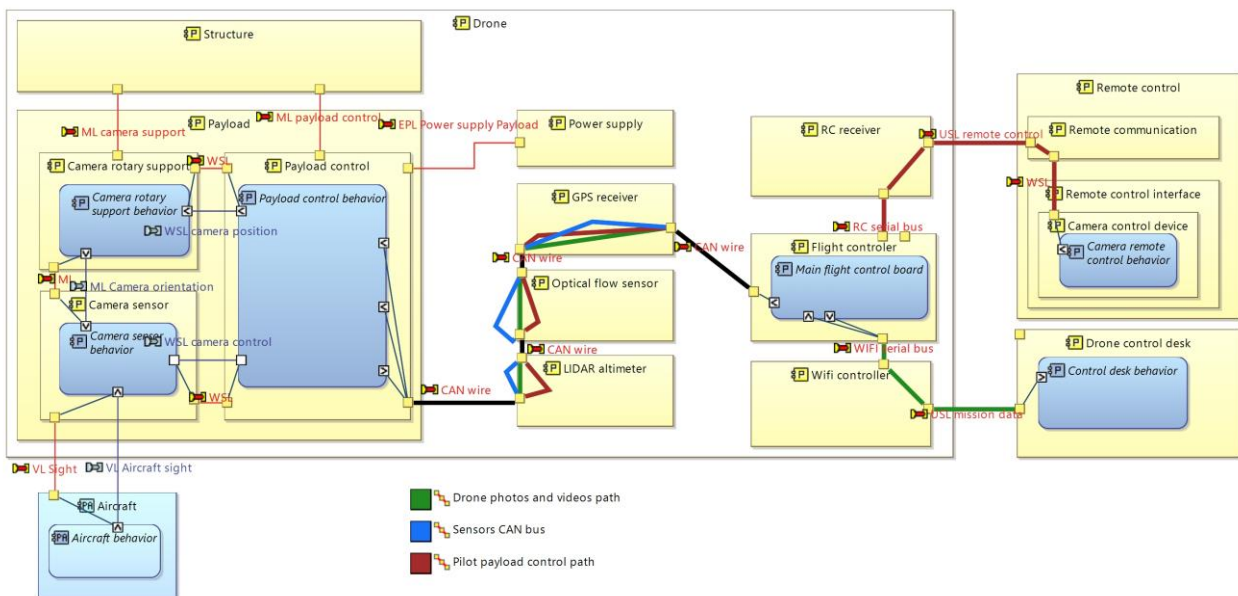 Drone
Structure
ML camera support
Payload
ML payload control
EPL Power supply Payload
Power supply
RC receiver
USL remote control
Remote control
Remote communication
Camera rotary support
WSL
Payload control
Camera rotary
support behavior
Payload control behavior
WSL camera position
GPS receiver
CAN wire
CAN wire
RC serial bus
Flight controler
Main flight control board
WSL
Remote control interface
Camera control device
Camera remote
control behavior
ML
ML Camera orientation
Camera sensor
Camera sensor
behavior
WSL camera control
WSL
Optical flow sensor
CAN wire
LIDAR altimeter
CAN wire
WIFI serial bus
Wifi controller
USL mission data
Drone control desk
Control desk behavior
VL Sight
VL Aircraft sight
Aircraft
Aircraft behavior
Drone photos and videos path
Sensors CAN bus
Pilot payload control path